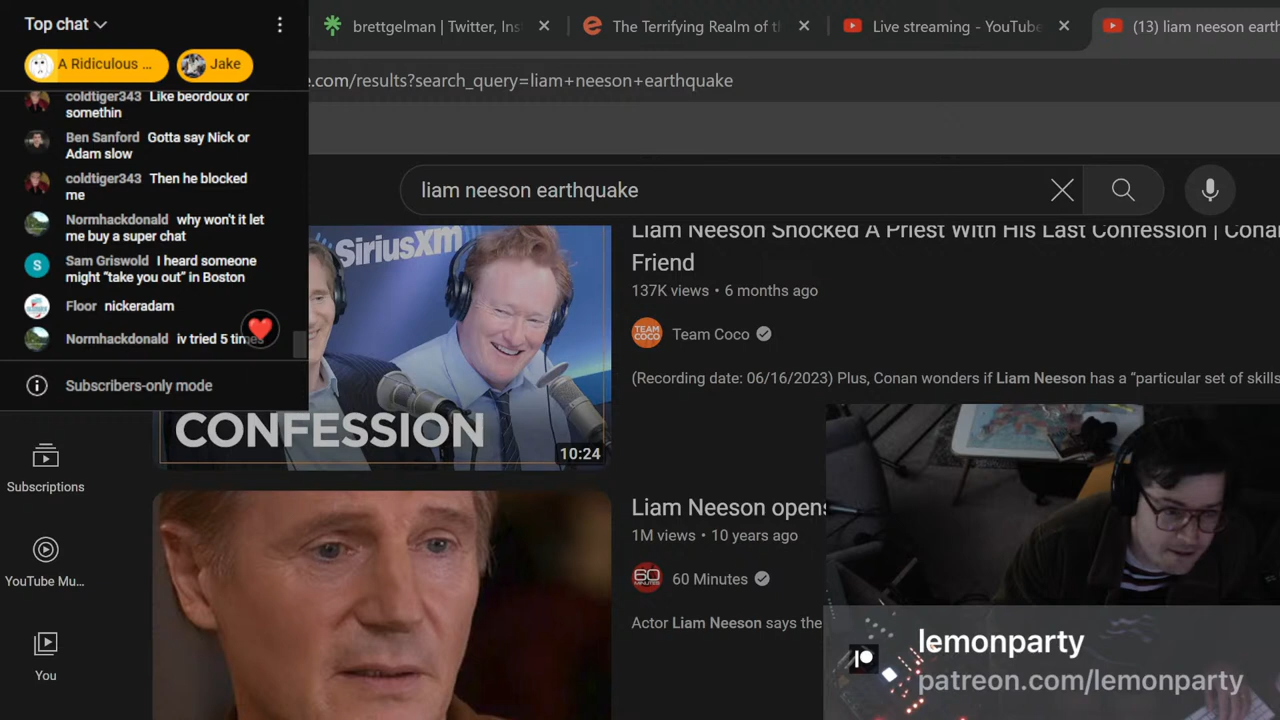 Top chat
A Ridiculous ...
Jake
coldtiger343 Like beordoux or
somethin
Ben Sanford Gotta say Nick or
Adam slow
coldtiger343 Then he blocked
me
Normhackdonald why won't it let
me buy a super chat
Sam Griswold I heard someone
might “take you out” in Boston
Floor nickeradam
Normhackdonald iv tried 5 times
Subscribers-only mode
Subscriptions
YouTube Mu...
You
brettgelman | Twitter, Ins
The Terrifying Realm of th
Live streaming - YouTube
(13) liam neeson earth
e.com/results?search_query=liam+neeson+earthquake
liam neeson earthquake
SiriusXM
CONFESSION
10:24
Liam Neeson Shocked A Priest With His Last Confession | Conan
Friend
137K views • 6 months ago
TEAM COCO
Team Coco
(Recording date: 06/16/2023) Plus, Conan wonders if Liam Neeson has a “particular set of skills
Liam Neeson opens
1M views • 10 years ago
60
60 Minutes
Actor Liam Neeson says the
lemonparty
patreon.com/lemonparty